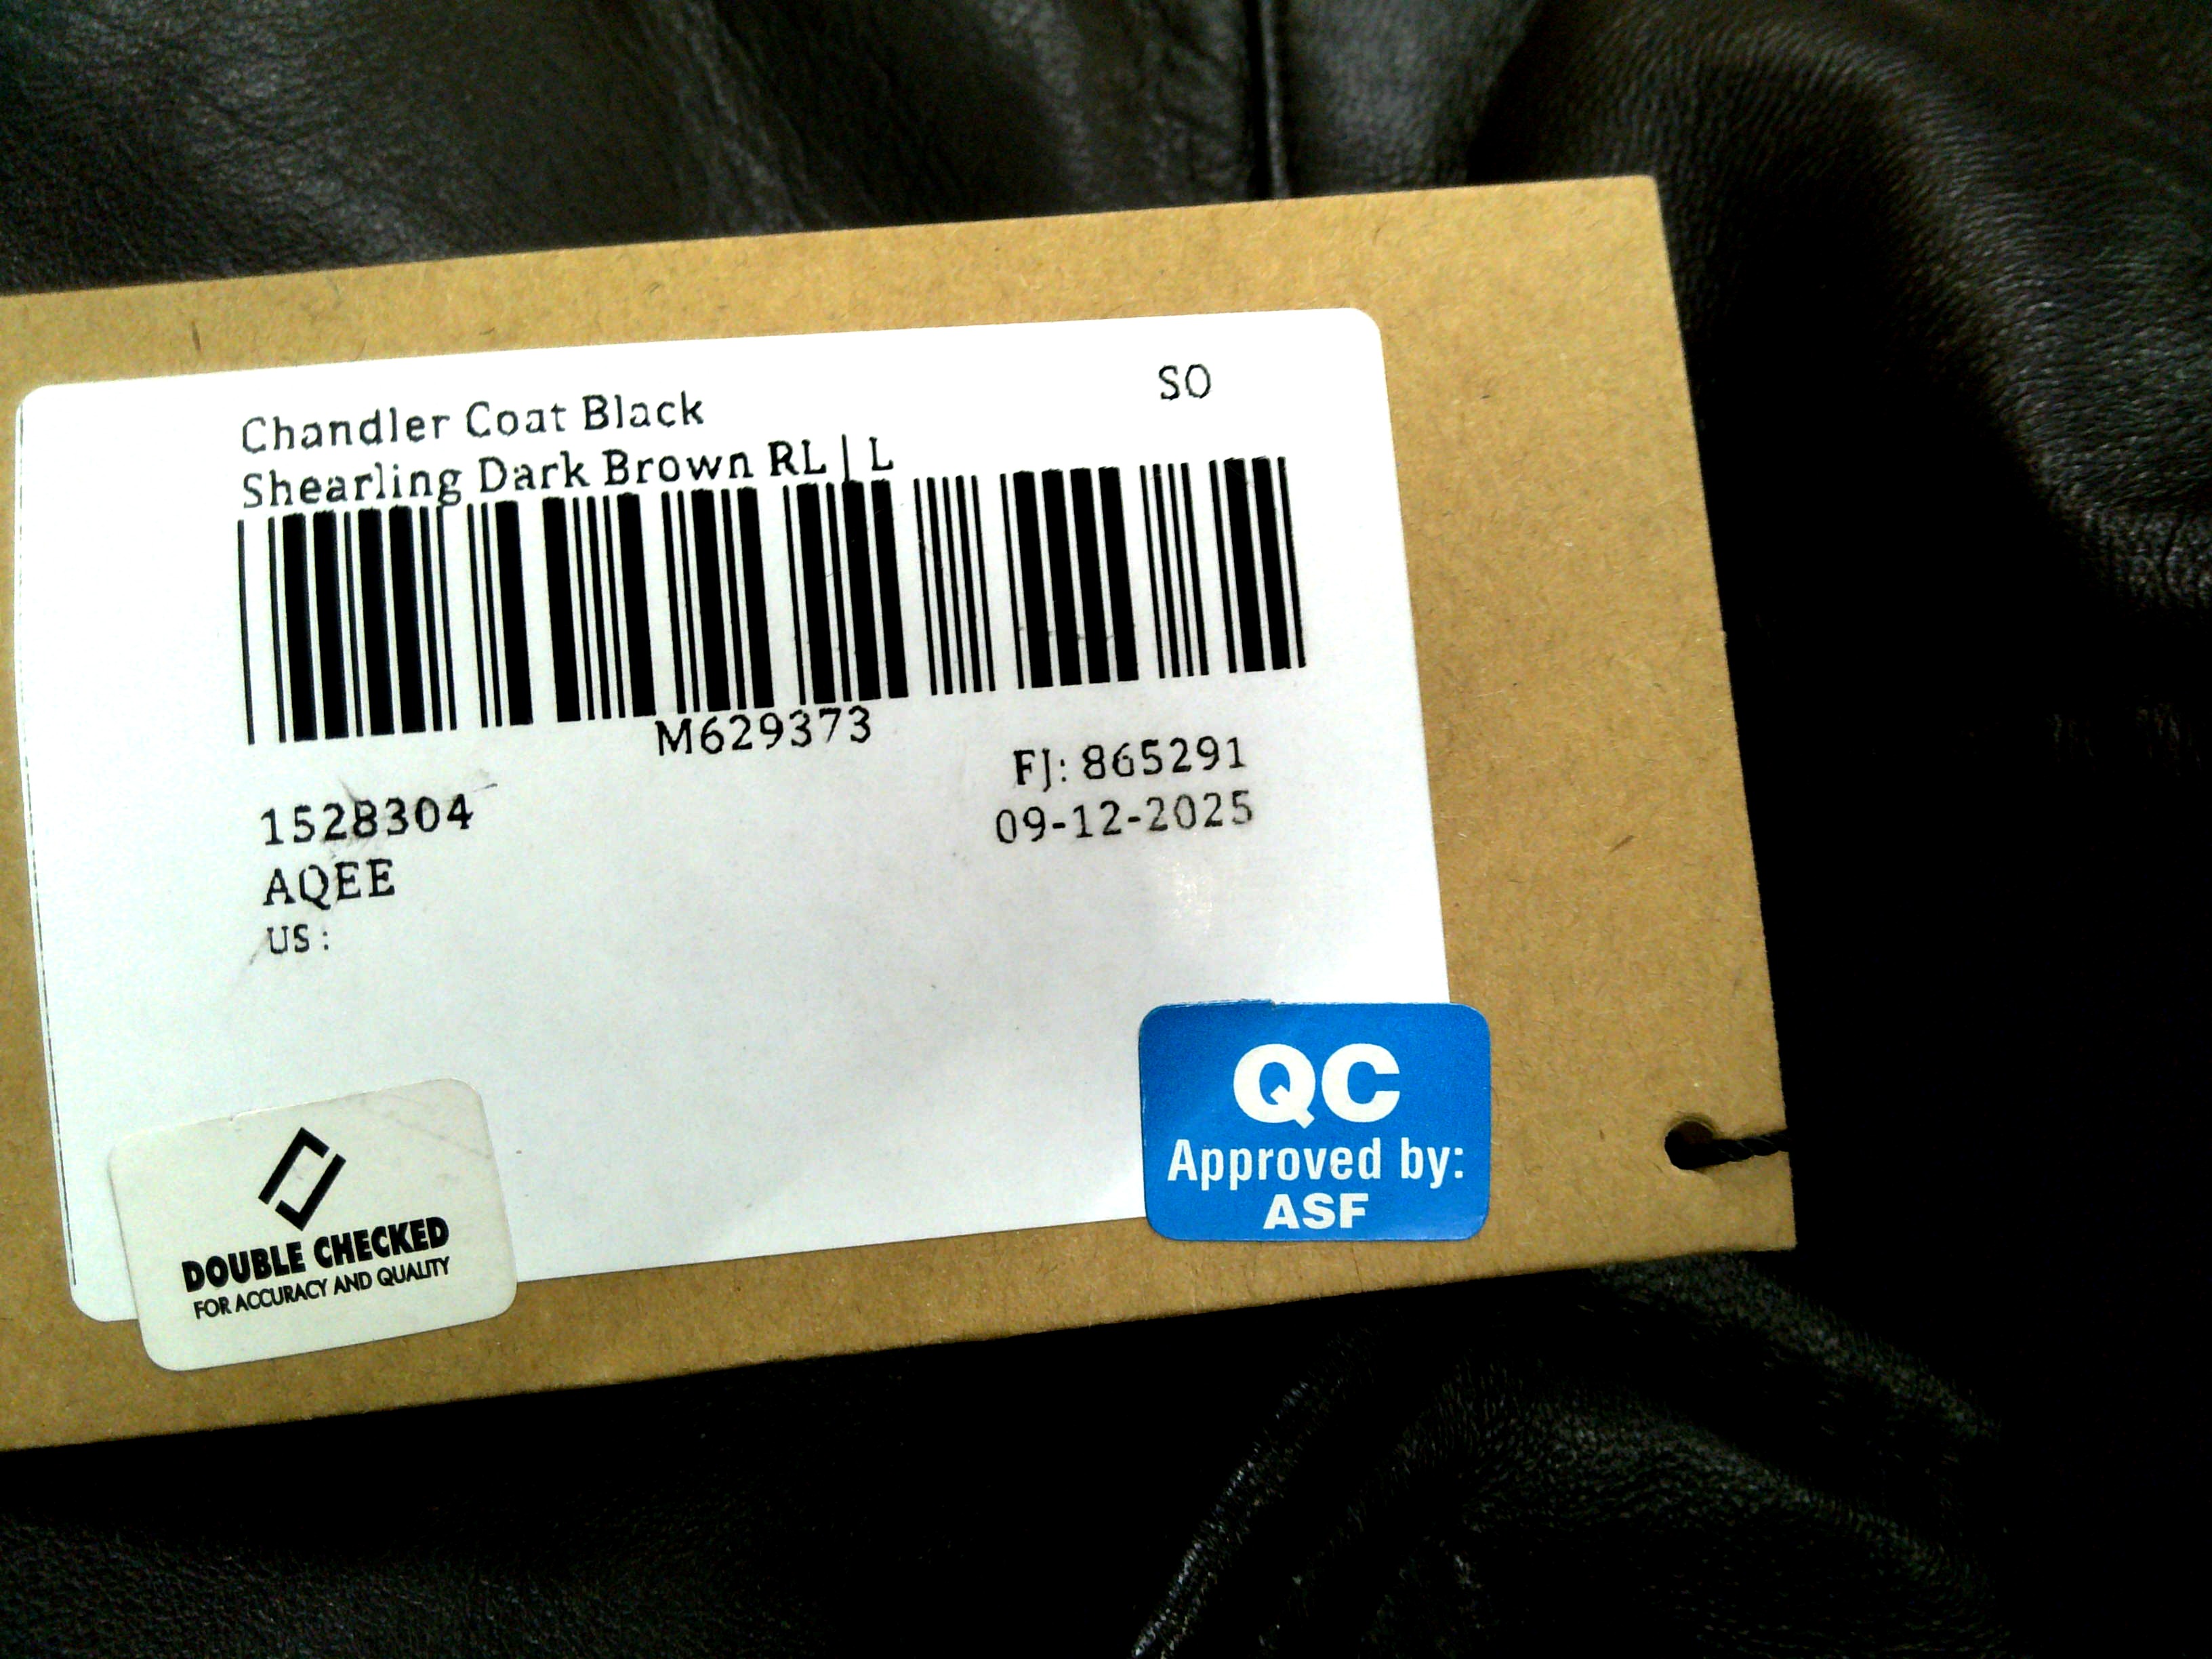 Chandler Coat Black
SO
Shearling Dark Brown RL | L
M629373
FJ: 865291
1528304
09-12-2025
AQEE
US :
QC
Approved by:
ASF
DOUBLE CHECKED
FOR ACCURACY AND QUALITY